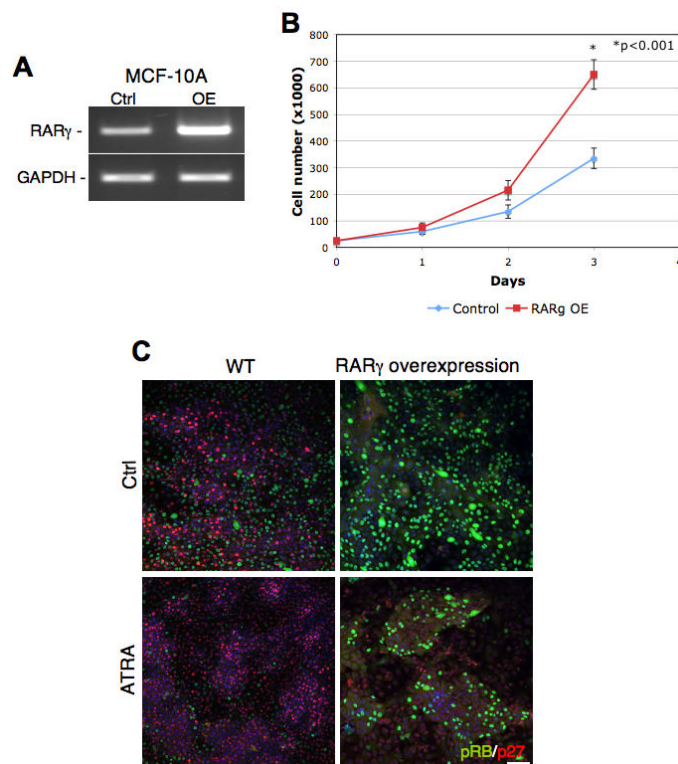 A
MCF-10A
Ctrl OE
RARγ -
GAPDH -
B
* *p<0.001
Cell number (x1000)
800
700
600
500
400
300
200
100
0
0 1 2 3 4
Days
Control RARg OE
C
WT RARγ overexpression
Ctrl
ATRA
pRB/p27